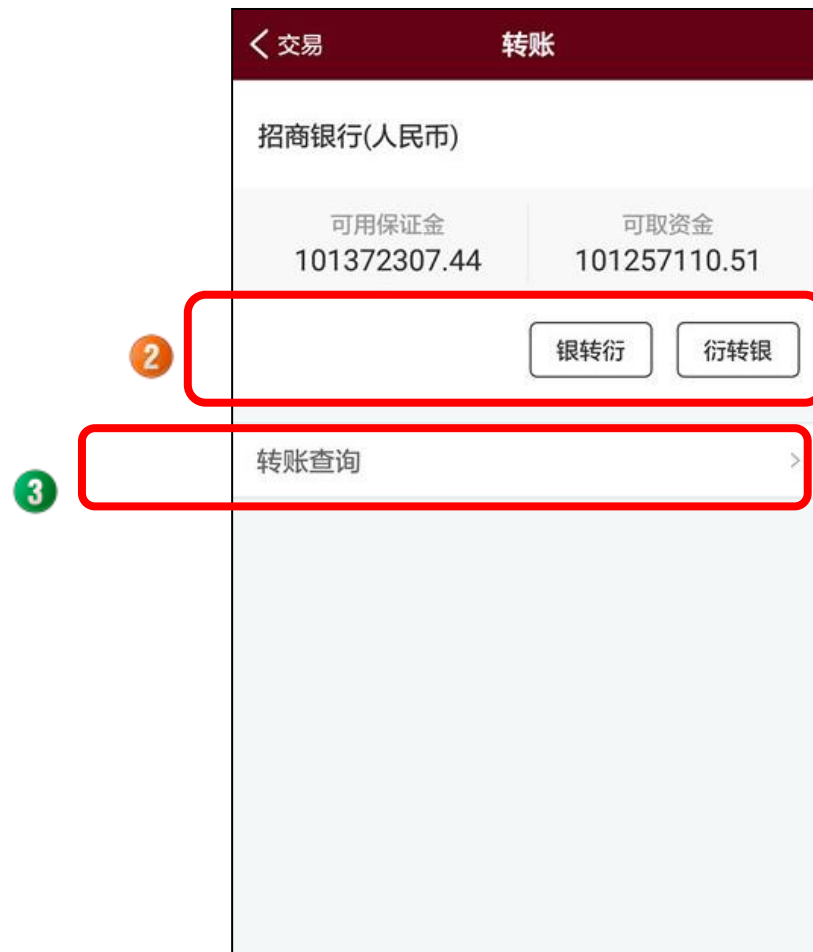 交易 转账
招商银行(人民币)
可用保证金 可取资金
101372307.44 101257110.51
2 银转衍 衍转银
3 转账查询